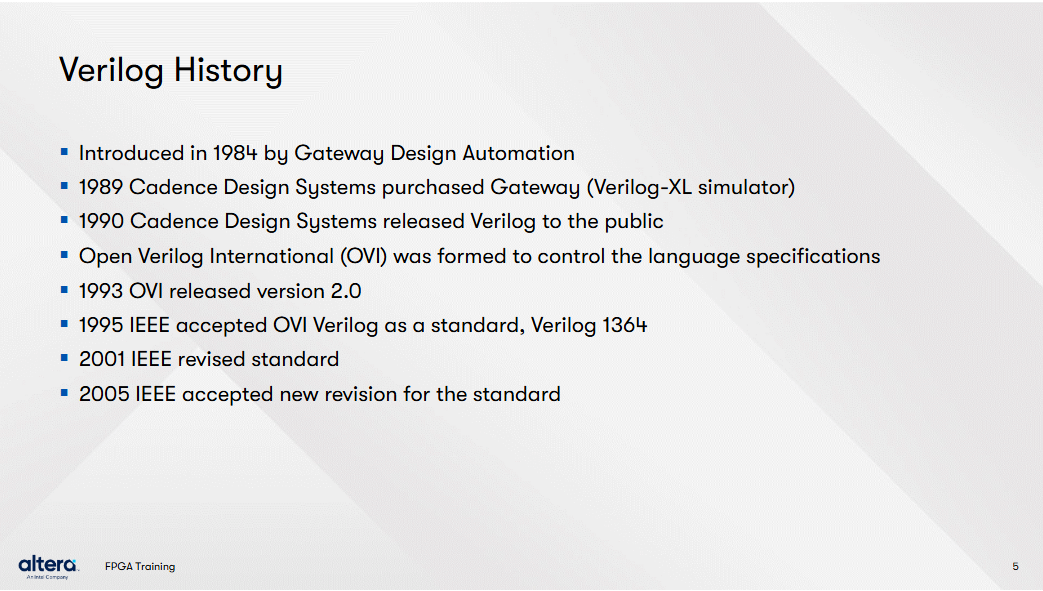 Verilog History
▪ Introduced in 1984 by Gateway Design Automation
▪ 1989 Cadence Design Systems purchased Gateway (Verilog-XL simulator)
▪ 1990 Cadence Design Systems released Verilog to the public
▪ Open Verilog International (OVI) was formed to control the language specifications
▪ 1993 OVI released version 2.0
▪ 1995 IEEE accepted OVI Verilog as a standard, Verilog 1364
▪ 2001 IEEE revised standard
▪ 2005 IEEE accepted new revision for the standard
altera.
An Intel Company
FPGA Training
5